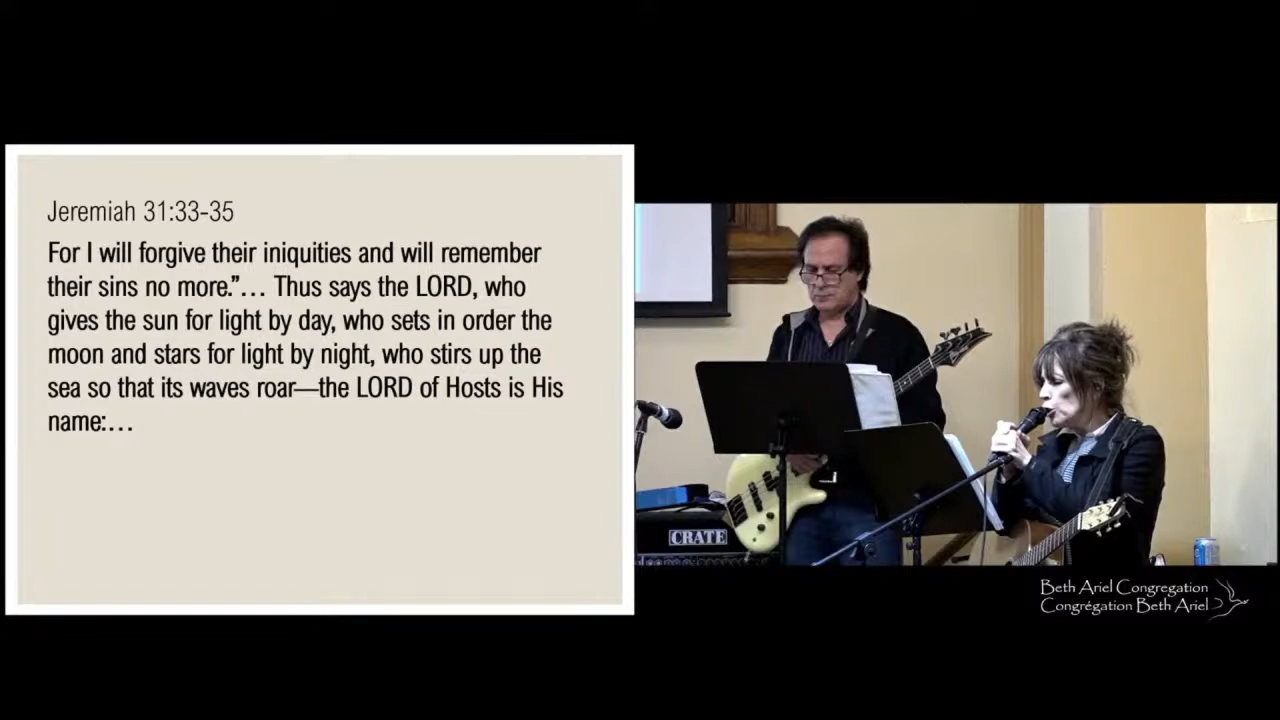 Jeremiah 31:33-35
For I will forgive their iniquities and will remember
their sins no more.”… Thus says the LORD, who
gives the sun for light by day, who sets in order the
moon and stars for light by night, who stirs up the
sea so that its waves roar—the LORD of Hosts is His
name:…
CRATE
Beth Ariel Congregation
Congrégation Beth Ariel